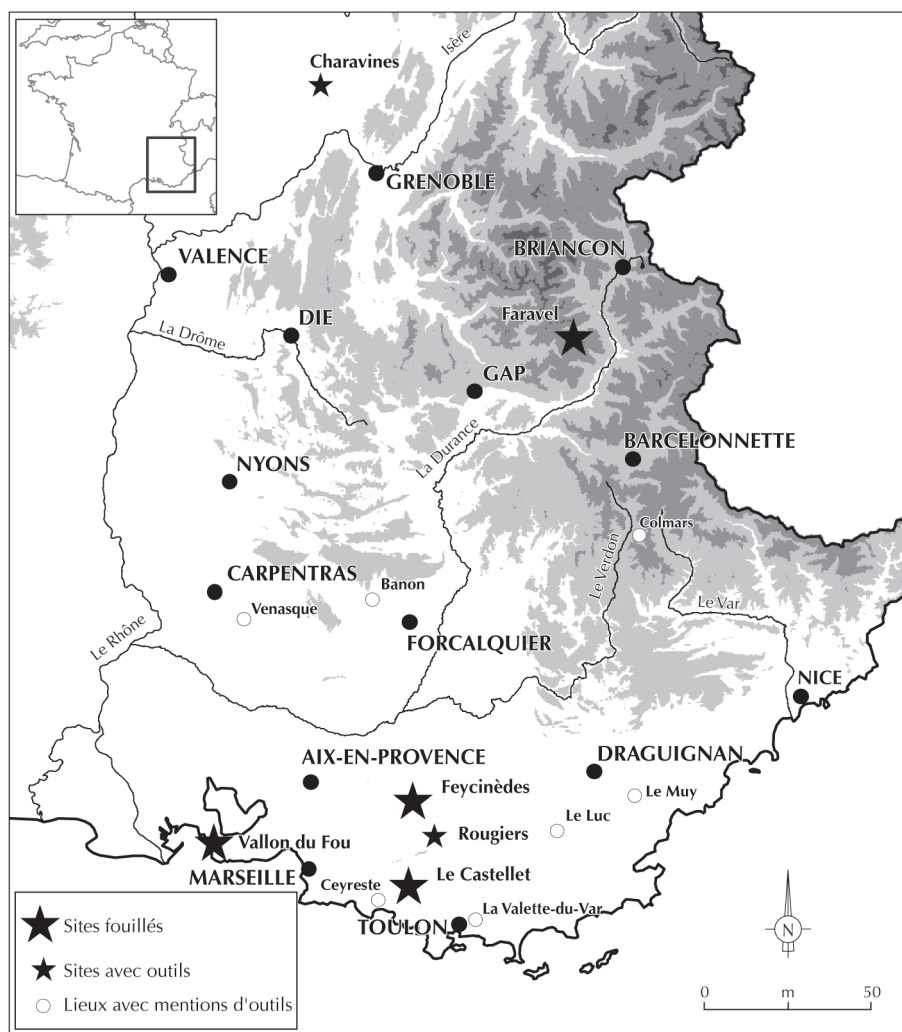 Isère
Charavines
GRENOBLE
VALENCE
BRIANCON
Faravel
DIE
La Drôme
GAP
La Durance
BARCELONNETTE
NYONS
Colmars
Le Verdon
CARPENTRAS
Banon
Venasque
Le Var
FORCALQUIER
Le Rhône
NICE
AIX-EN-PROVENCE
DRAGUIGNAN
Feycinèdes
Le Muy
Le Luc
Rougiers
Vallon du Fou
MARSEILLE
Le Castellet
Ceyreste
La Valette-du-Var
TOULON
Sites fouillés
Sites avec outils
Lieux avec mentions d'outils
N
0 m 50